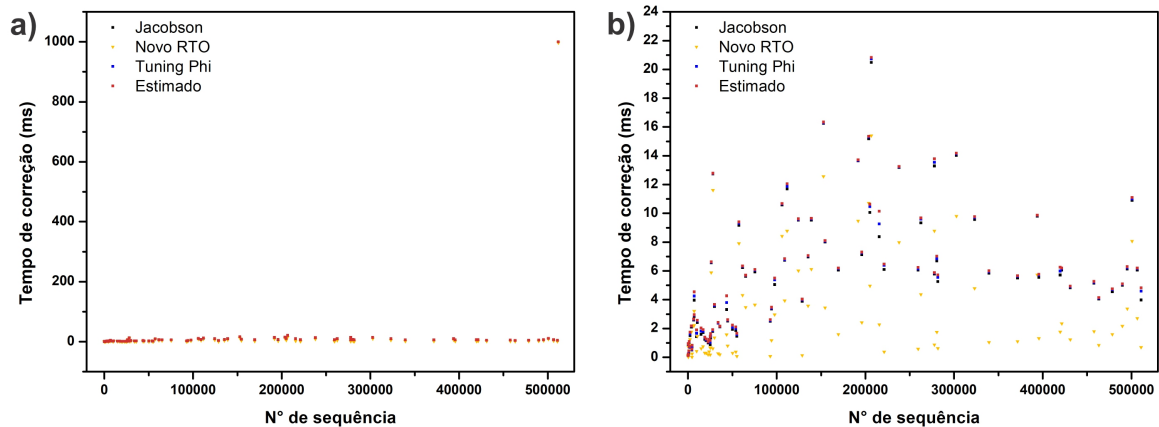 a)
Jacobson
Novo RTO
Tuning Phi
Estimado
1000
800
600
400
200
0
Tempo de correção (ms)
0 100000 200000 300000 400000 500000
N° de sequência
b)
Jacobson
Novo RTO
Tuning Phi
Estimado
24
22
20
18
16
14
12
10
8
6
4
2
0
Tempo de correção (ms)
0 100000 200000 300000 400000 500000
N° de sequência